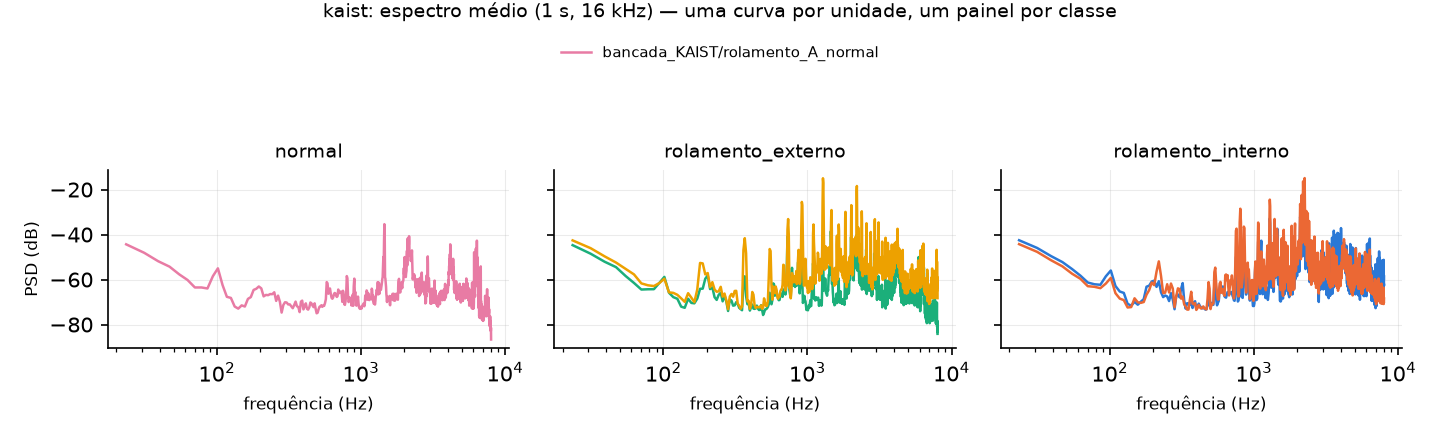 kaist: espectro médio (1 s, 16 kHz) — uma curva por unidade, um painel por classe
bancada_KAIST/rolamento_A_normal
normal
rolamento_externo
rolamento_interno
PSD (dB)
−20
−40
−60
−80
10²
10³
10⁴
10²
10³
10⁴
10²
10³
10⁴
frequência (Hz)
frequência (Hz)
frequência (Hz)